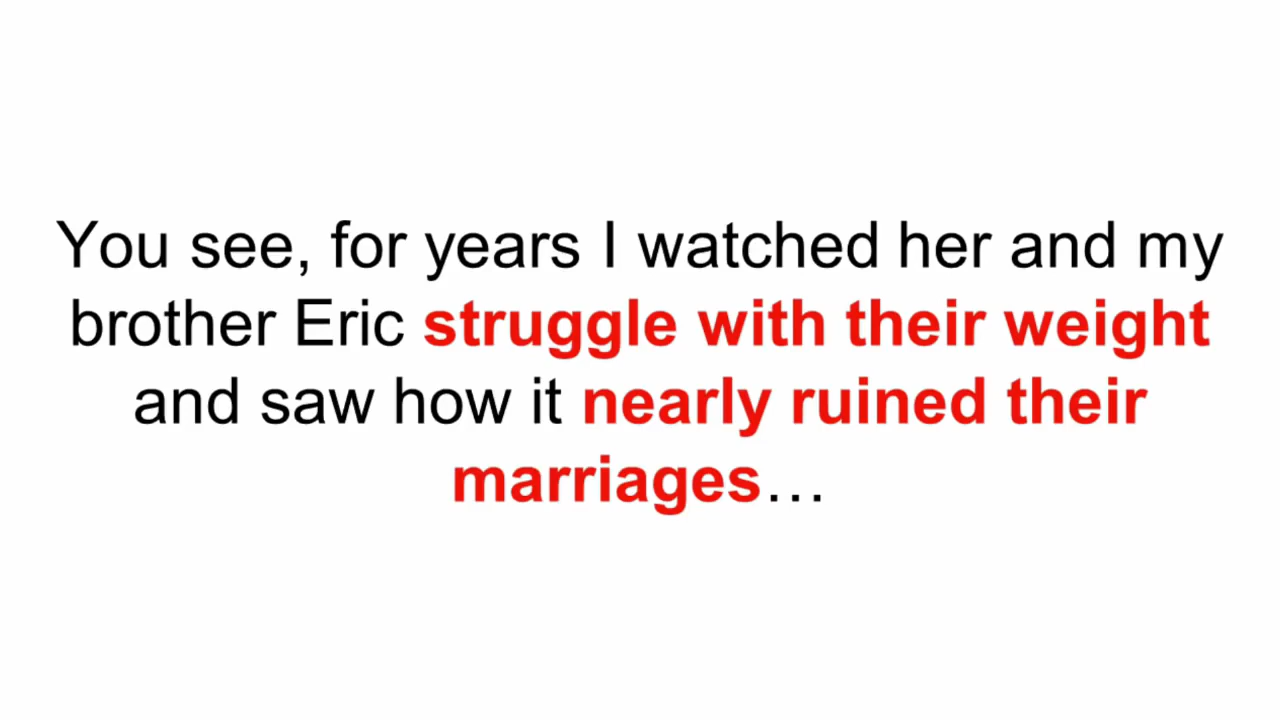 You see, for years I watched her and my
brother Eric struggle with their weight
and saw how it nearly ruined their
marriages…